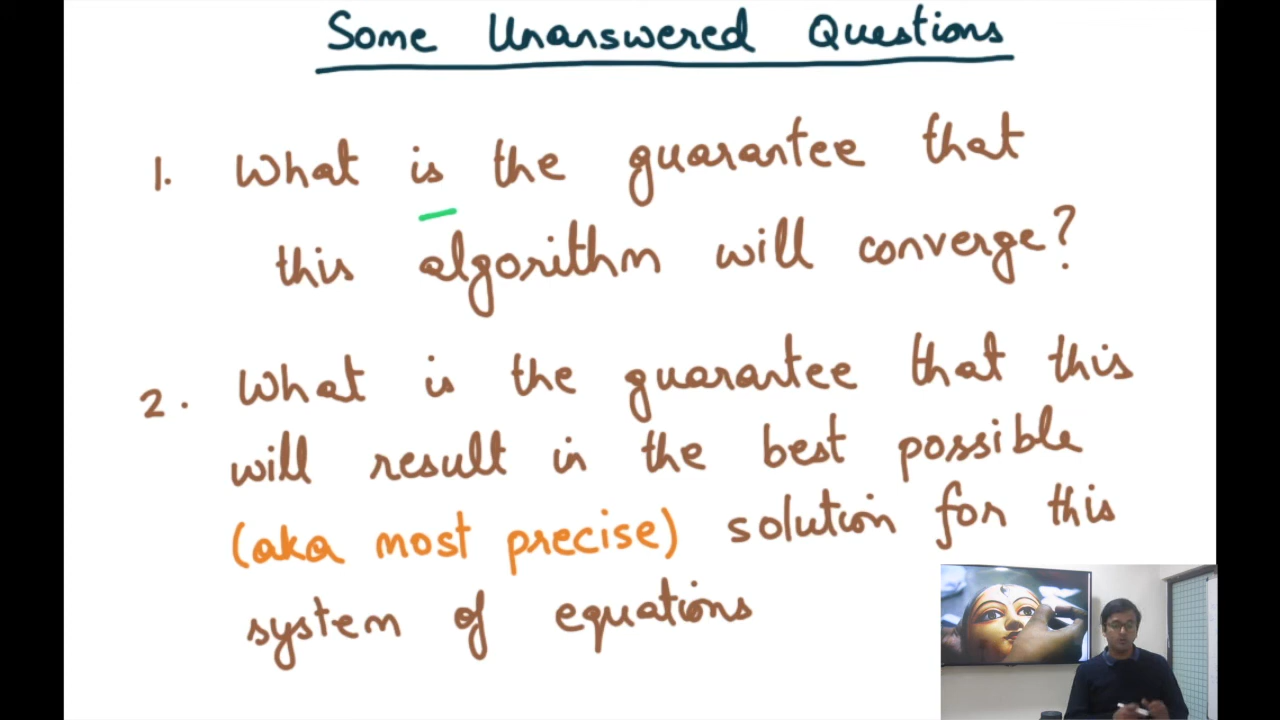 Some Unanswered Questions
1. What is the guarantee that
this algorithm will converge?
2. What is the guarantee that this
will result in the best possible
(aka most precise) solution for this
system of equations